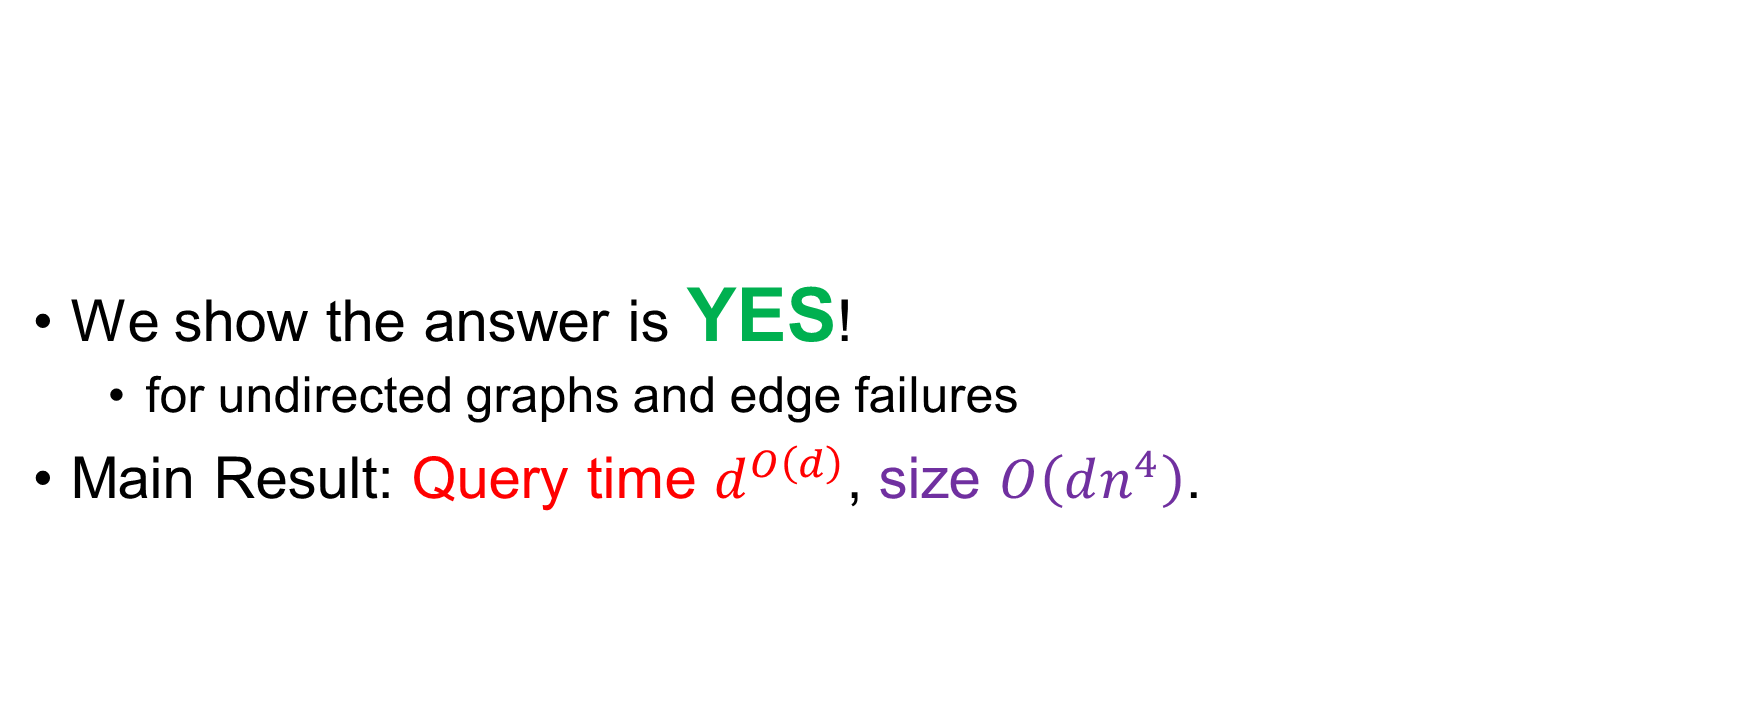 • We show the answer is YES!
• for undirected graphs and edge failures
• Main Result: Query time $d^{O(d)}$, size $O(dn^4)$.